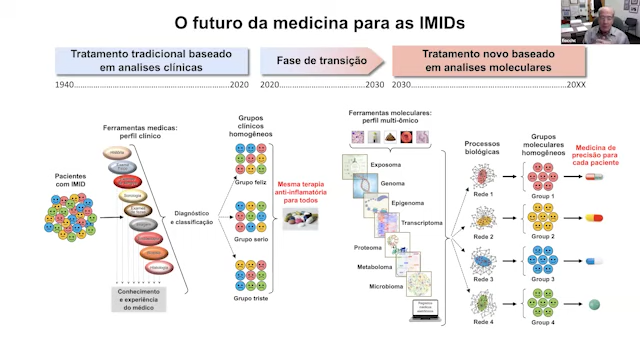 O futuro da medicina para as IMIDs
Tratamento tradicional baseado
em analises clínicas
Fase de transição
Tratamento novo baseado
em analises moleculares
1940
2020
2020
2030
2030
20XX
Ferramentas medicas:
perfil clínico
Pacientes
com IMID
Diagnóstico
e classificação
Conhecimento
e experiência
do médico
Grupos
clínicos
homogêneos
Grupo feliz
Grupo serio
Grupo triste
Mesma terapia
anti-inflamatória
para todos
Ferramentas moleculares:
perfil multi-ômico
Exposoma
Genoma
Epigenoma
Transcriptoma
Proteoma
Metaboloma
Microbioma
Registros
médicos
eletrônicos
Processos
biológicas
Rede 1
Rede 2
Rede 3
Rede 4
Grupos
moleculares
homogêneos
Group 1
Group 2
Group 3
Group 4
Medicina de
precisão para
cada paciente